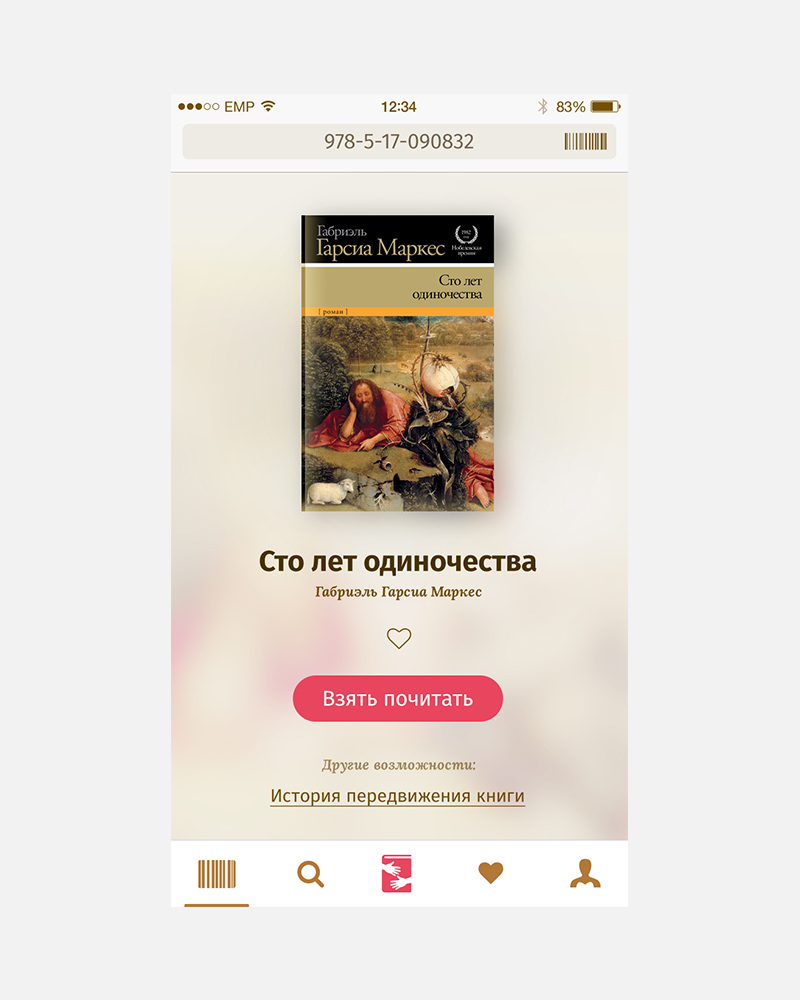 EMP 12:34 83%
978-5-17-090832
Габриэль
Гарсиа Маркес
1982
Нобелевская
премия
Сто лет
одиночества
[ роман ]
Сто лет одиночества
Габриэль Гарсиа Маркес
Взять почитать
Другие возможности:
История передвижения книги